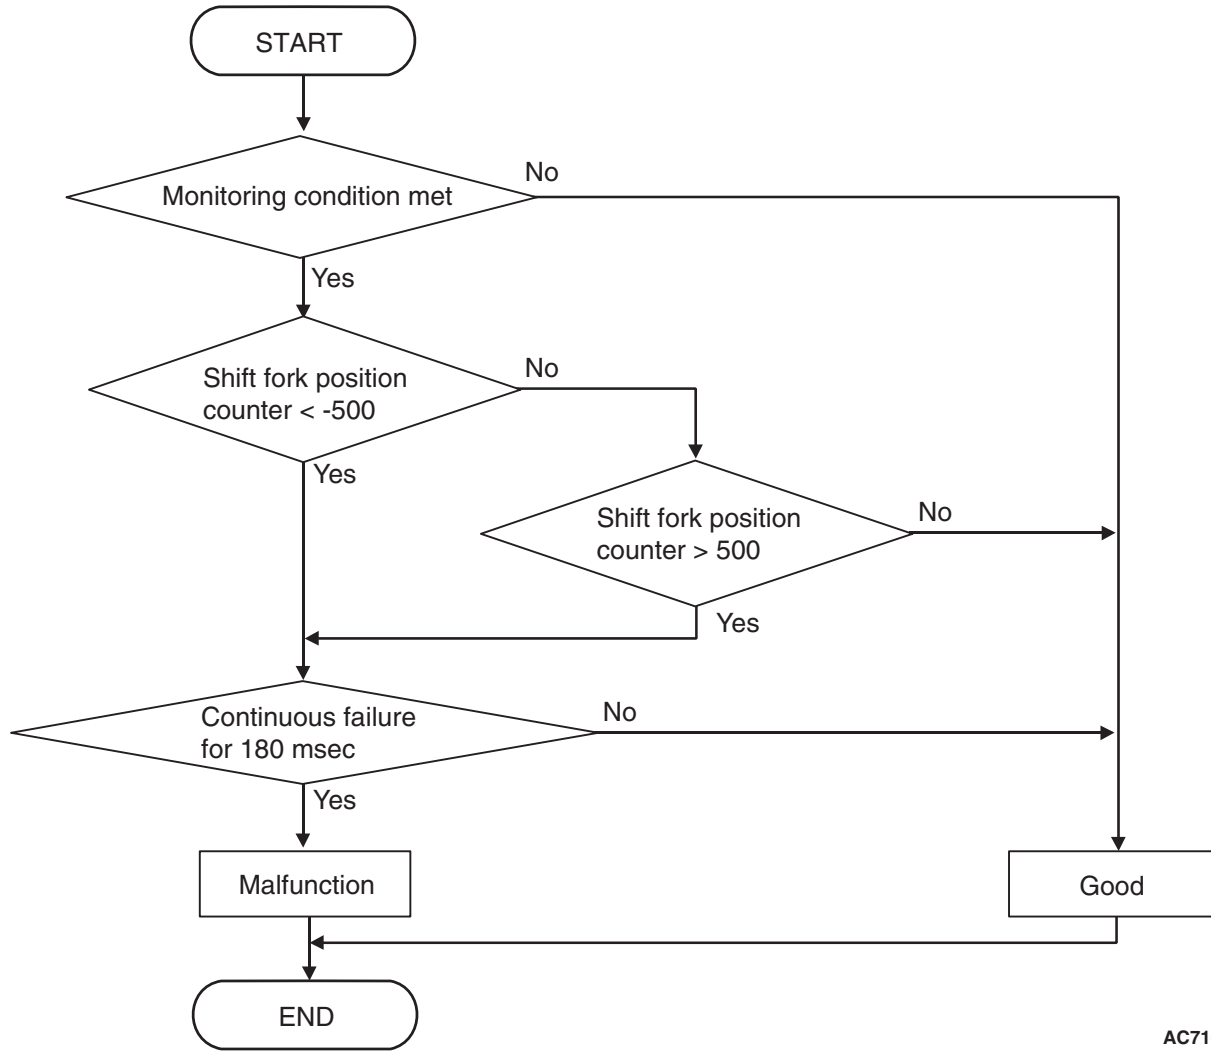 START
No
Monitoring condition met
Yes
No
Shift fork position
counter < -500
Yes
No
Shift fork position
counter > 500
Yes
No
Continuous failure
for 180 msec
Yes
Malfunction
Good
END
AC71